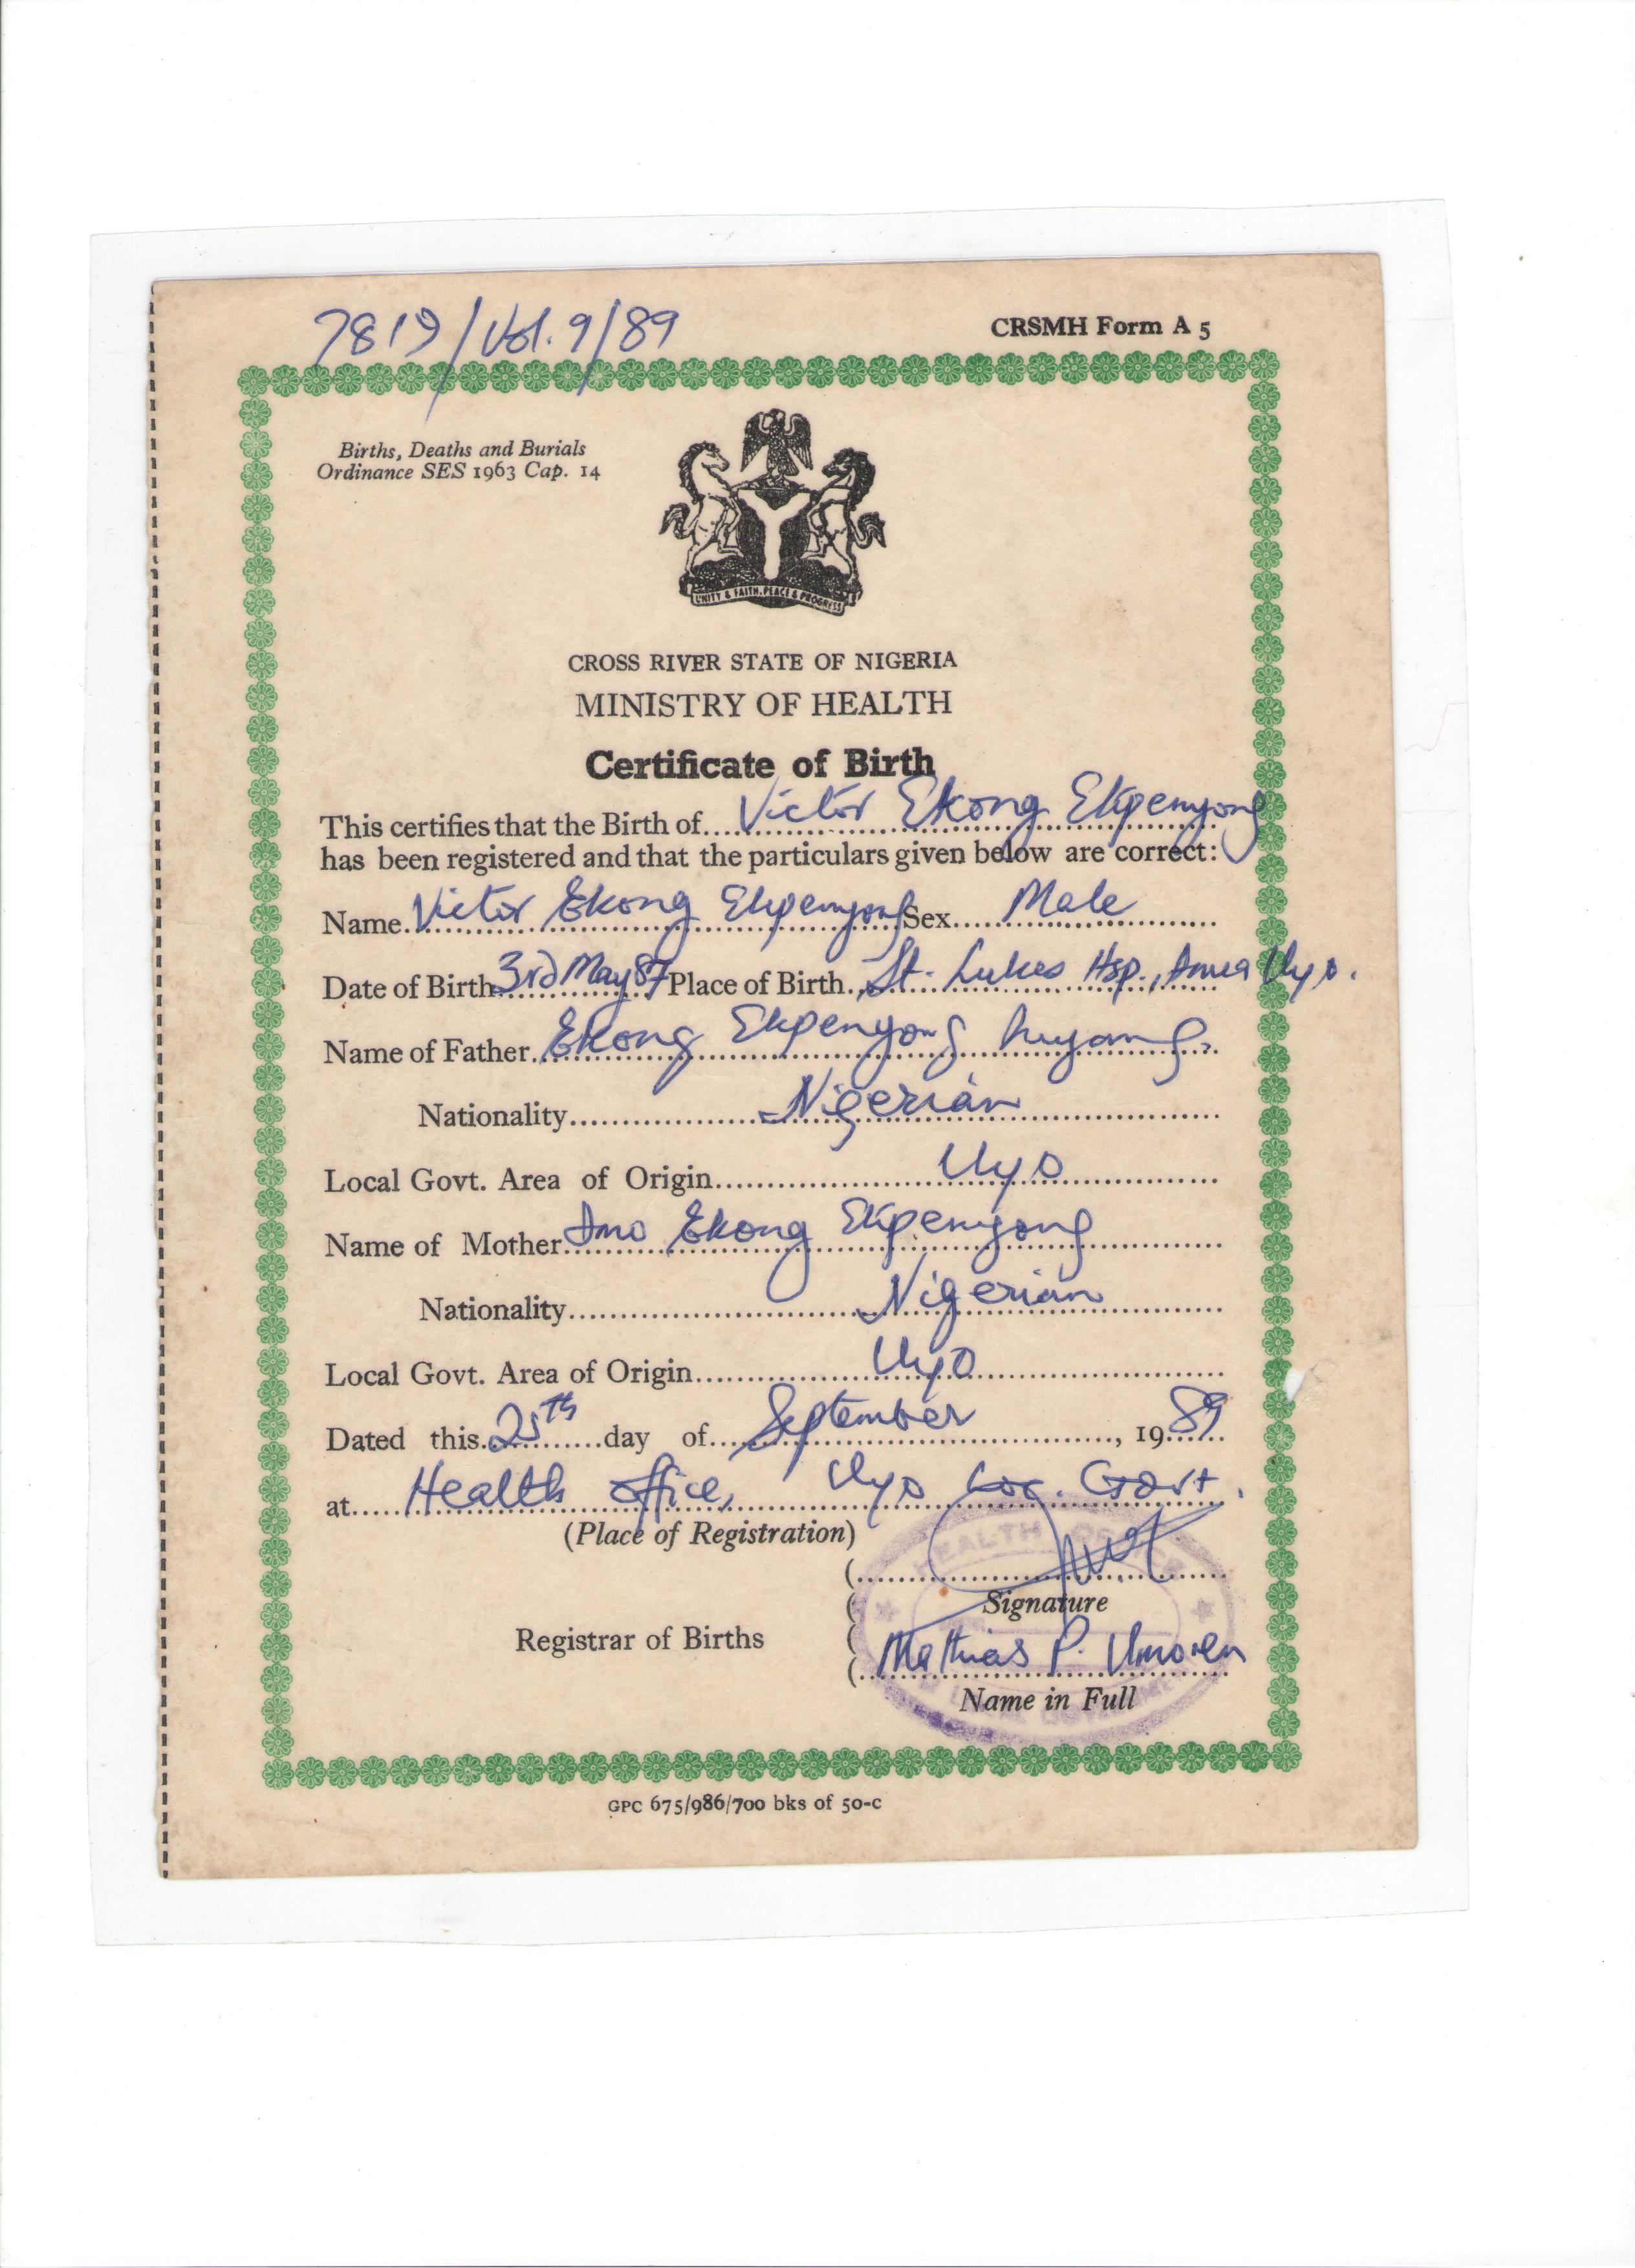 7819/Vol. 9/89
CRSMH Form A 5
Births, Deaths and Burials
Ordinance SES 1963 Cap. 14
UNITY & FAITH, PEACE & PROGRESS
CROSS RIVER STATE OF NIGERIA
MINISTRY OF HEALTH
Certificate of Birth
This certifies that the Birth of Victor Ekong Ekpenyong
has been registered and that the particulars given below are correct:
Name Victor Ekong Ekpenyong Sex Male
Date of Birth 3rd May 87 Place of Birth St. Lukes Hsp., Anua Uyo.
Name of Father Ekong Ekpenyong
Nationality Nigerian
Local Govt. Area of Origin Uyo
Name of Mother Ekong Ekpenyong
Nationality Nigerian
Local Govt. Area of Origin Uyo
Dated this 25th day of September, 1989
at Health Office, Uyo Loc. Govt.
(Place of Registration)
HEALTH
Signature
Registrar of Births
Mathias P. Umoren
Name in Full
GPC 675/986/700 bks of 50-c